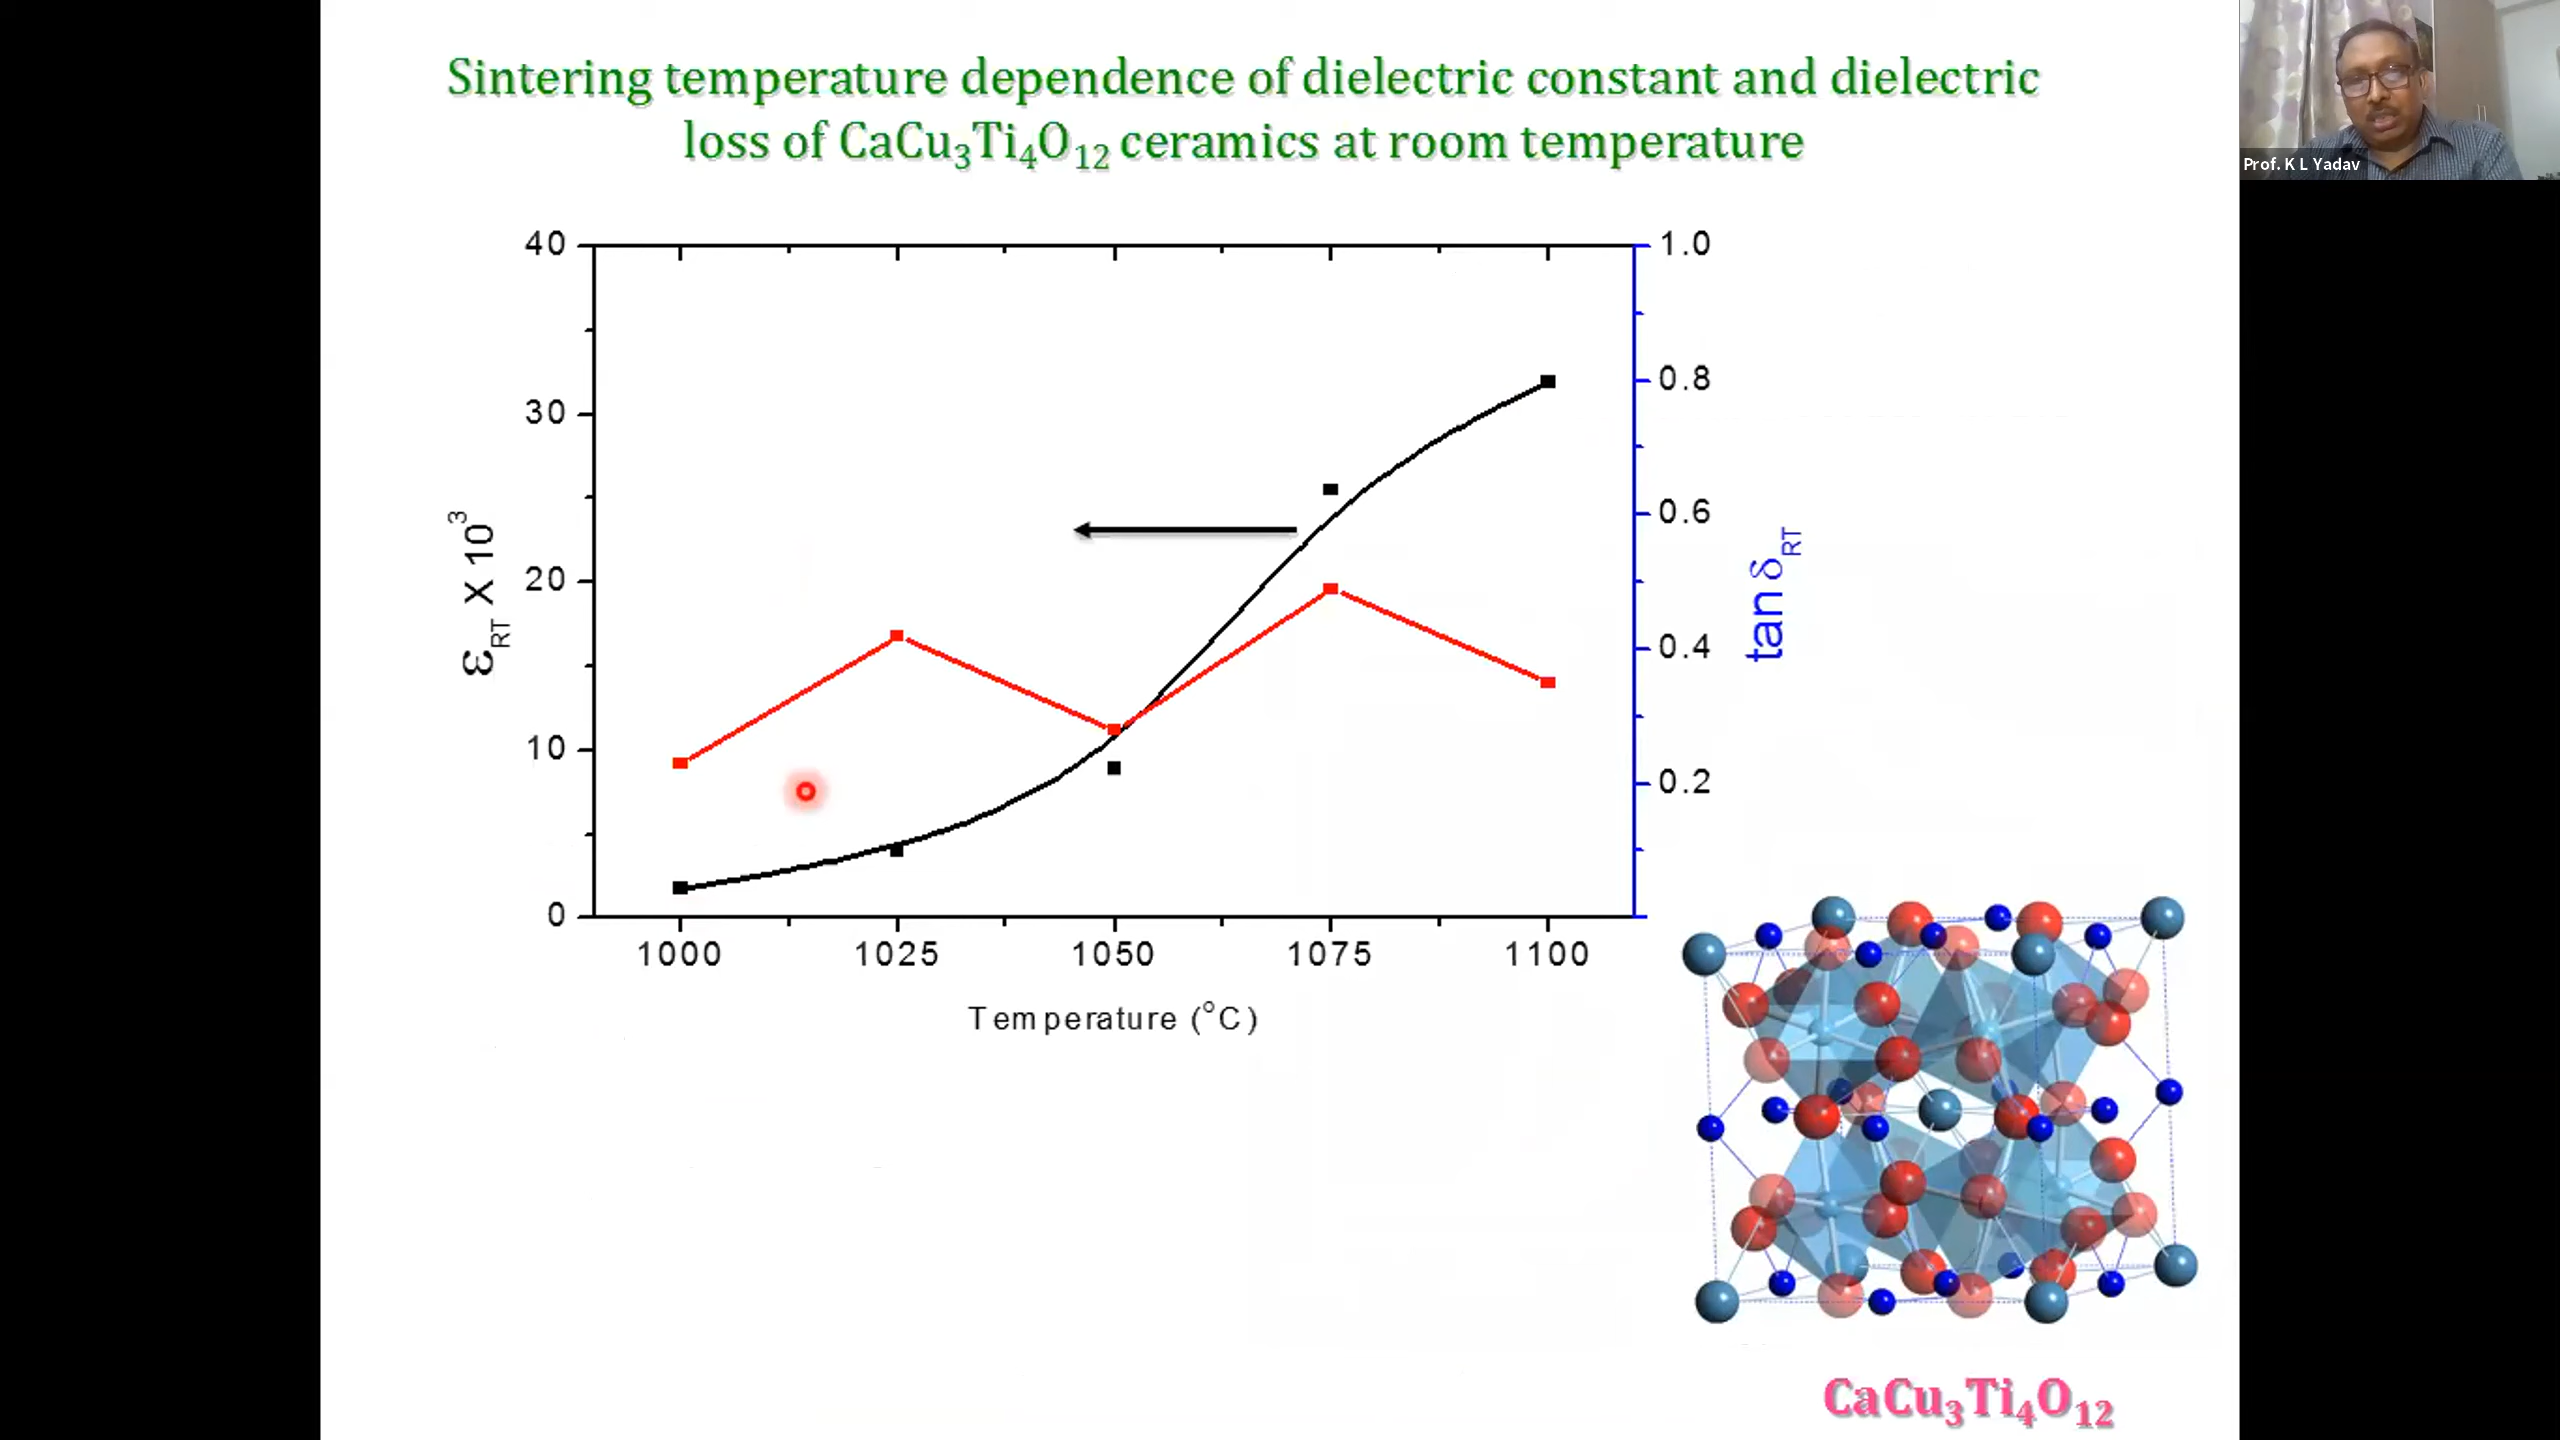 Sintering temperature dependence of dielectric constant and dielectric
loss of CaCu₃Ti₄O₁₂ ceramics at room temperature
Prof. K L Yadav
40
30
20
10
0
ε_RT X 10³
1.0
0.8
0.6
0.4
0.2
tan δ_RT
1000 1025 1050 1075 1100
Temperature (°C)
CaCu₃Ti₄O₁₂